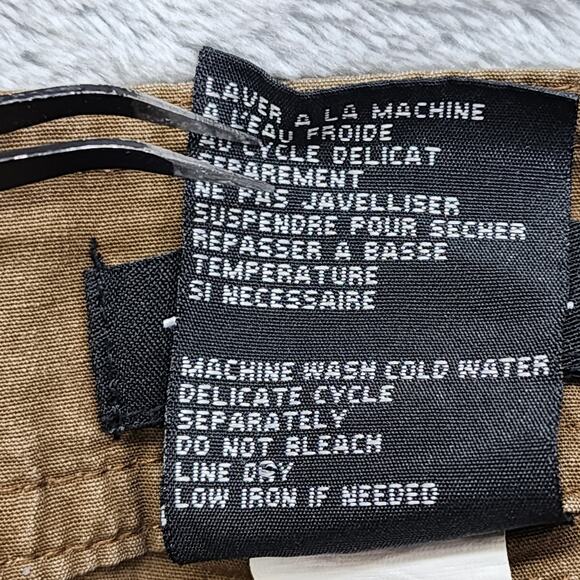 LAVER A LA MACHINE
A L'EAU FROIDE
AU CYCLE DELICAT
SEPAREMENT
NE PAS JAVELLISER
SUSPENDRE POUR SECHER
REPASSER A BASSE
TEMPERATURE
SI NECESSAIRE
MACHINE WASH COLD WATER
DELICATE CYCLE
SEPARATELY
DO NOT BLEACH
LINE DRY
LOW IRON IF NEEDED